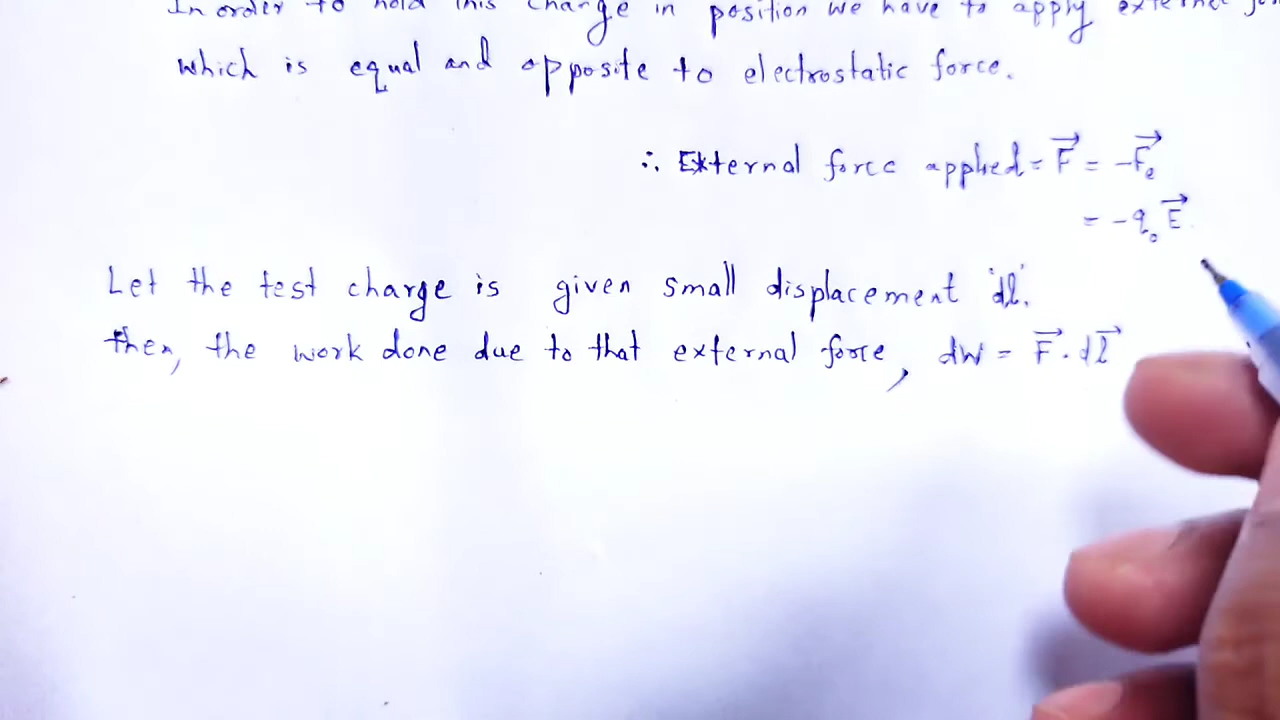 In order to hold this charge in position we have to apply external
which is equal and opposite to electrostatic force.
∴ External force applied = F⃗ = -F⃗e
= -q₀ E⃗.
Let the test charge is given small displacement 'dl'.
then, the work done due to that external force, dW = F⃗ . dl⃗